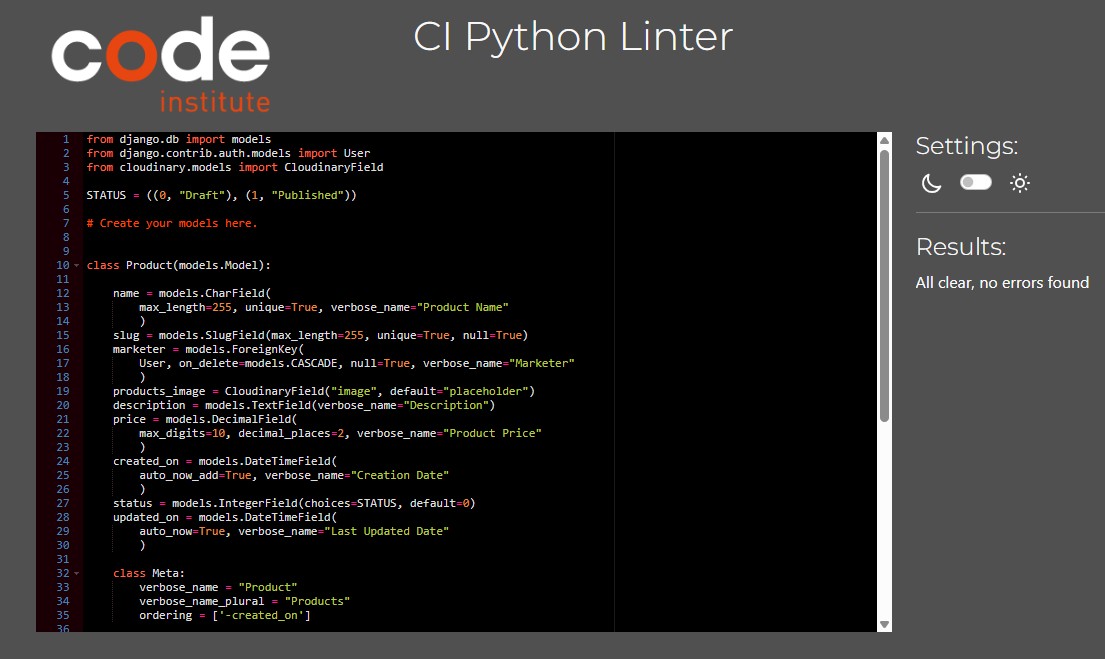 code
institute
CI Python Linter
1 from django.db import models
2 from django.contrib.auth.models import User
3 from cloudinary.models import CloudinaryField
4
5 STATUS = ((0, "Draft"), (1, "Published"))
6
7 # Create your models here.
8
9
10 class Product(models.Model):
11
12     name = models.CharField(
13         max_length=255, unique=True, verbose_name="Product Name"
14         )
15     slug = models.SlugField(max_length=255, unique=True, null=True)
16     marketer = models.ForeignKey(
17         User, on_delete=models.CASCADE, null=True, verbose_name="Marketer"
18         )
19     products_image = CloudinaryField("image", default="placeholder")
20     description = models.TextField(verbose_name="Description")
21     price = models.DecimalField(
22         max_digits=10, decimal_places=2, verbose_name="Product Price"
23         )
24     created_on = models.DateTimeField(
25         auto_now_add=True, verbose_name="Creation Date"
26         )
27     status = models.IntegerField(choices=STATUS, default=0)
28     updated_on = models.DateTimeField(
29         auto_now=True, verbose_name="Last Updated Date"
30         )
31
32     class Meta:
33         verbose_name = "Product"
34         verbose_name_plural = "Products"
35         ordering = ['-created_on']
36
Settings:
Results:
All clear, no errors found